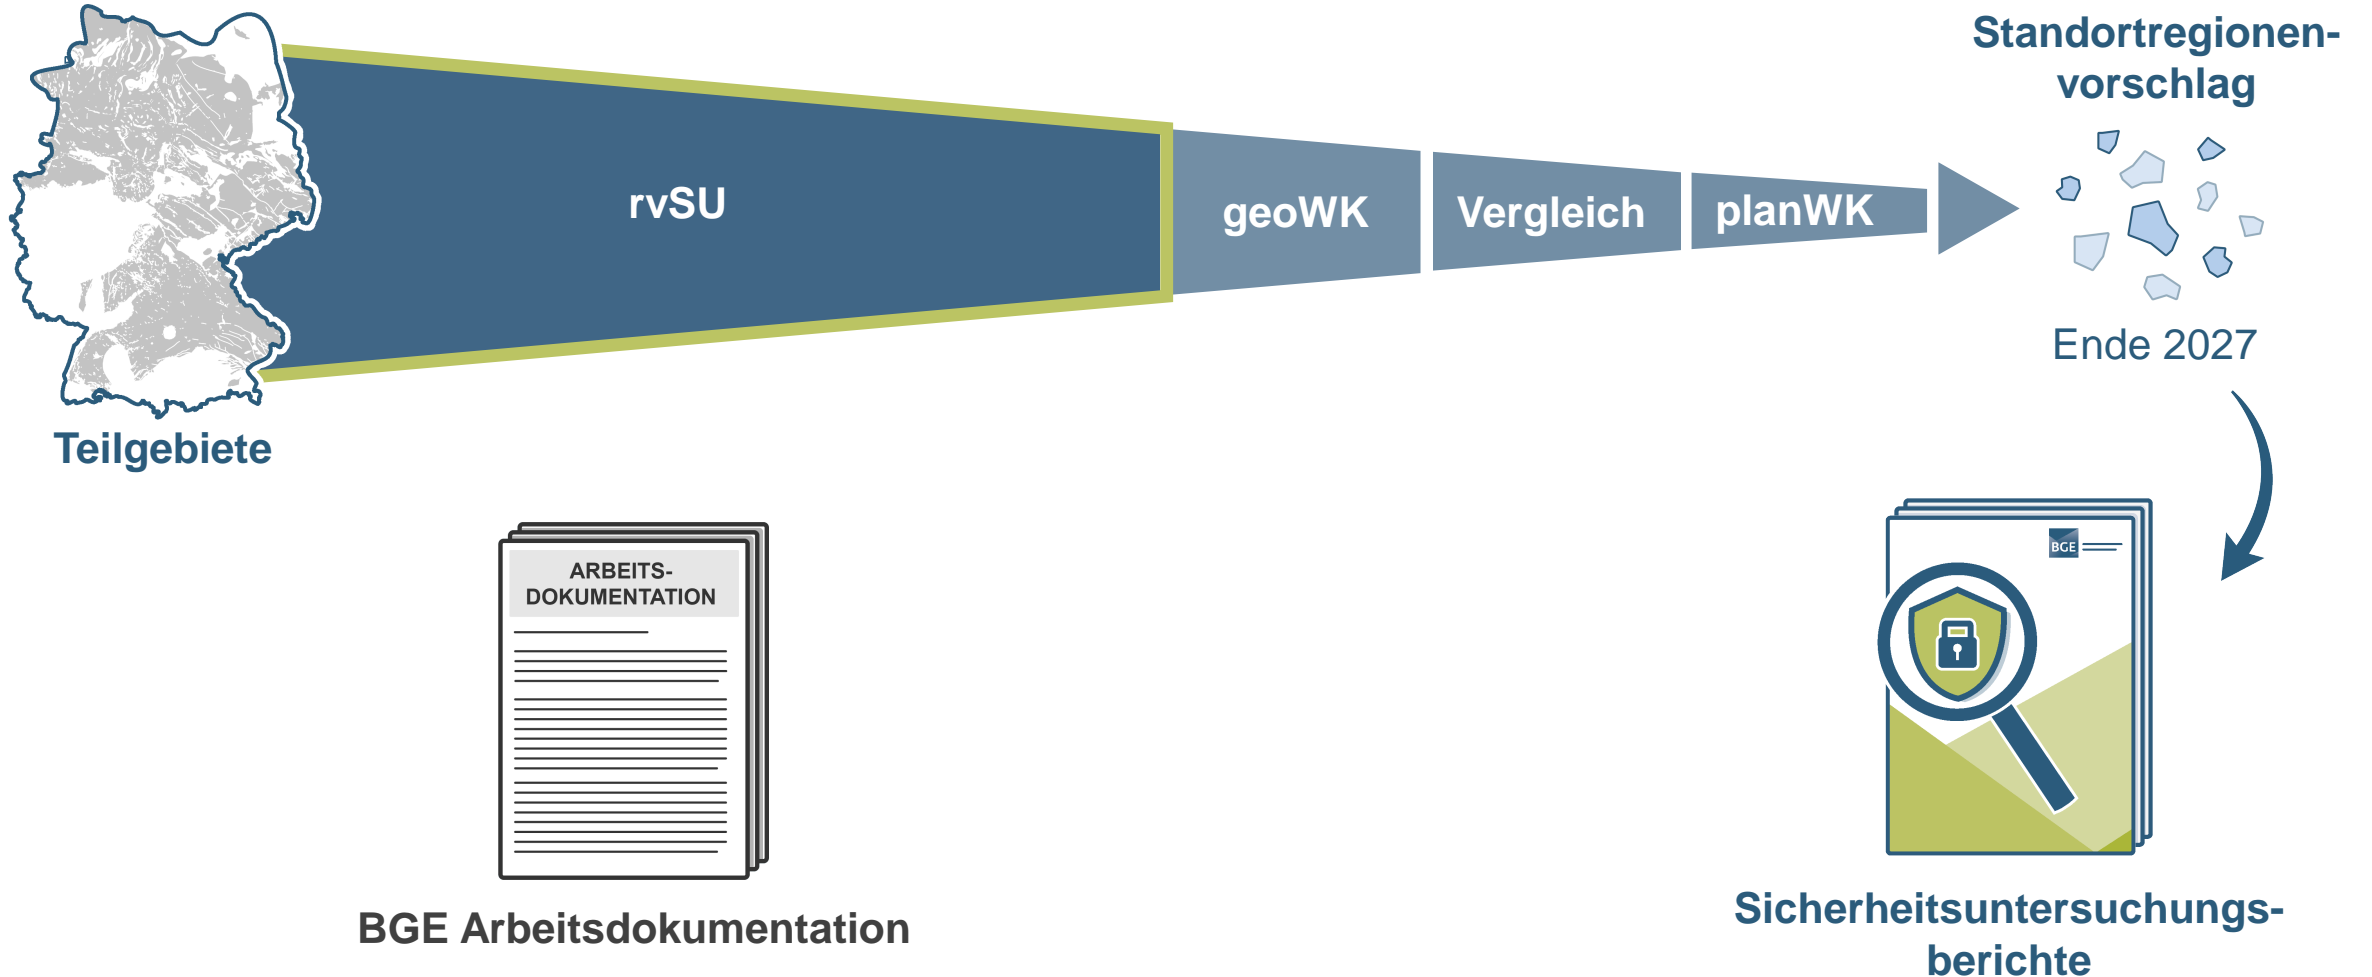 Standortregionen-
vorschlag
rvSU
geoWK
Vergleich
planWK
Ende 2027
Teilgebiete
ARBEITS-
DOKUMENTATION
BGE
BGE Arbeitsdokumentation
Sicherheitsuntersuchungs-
berichte